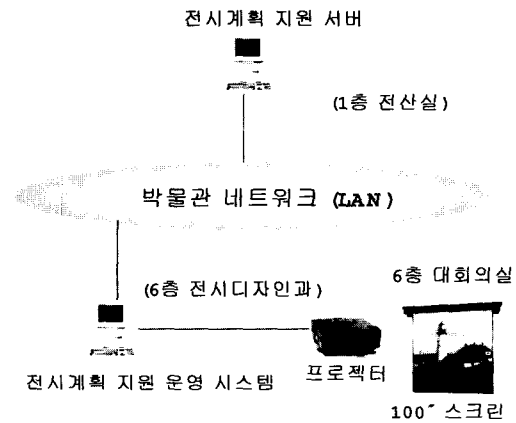 전시계획 지원 서버
(1층 전산실)
박물관 네트워크 (LAN)
(6층 전시디자인과)
6층 대회의실
전시계획 지원 운영 시스템
프로젝터
100˝ 스크린